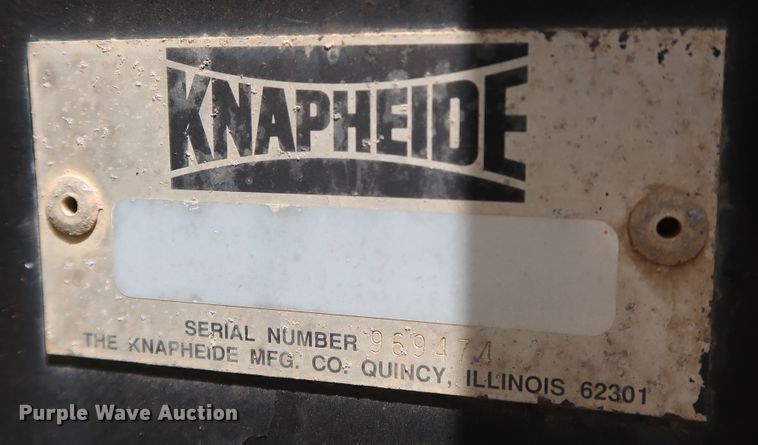 KNAPHEIDE
SERIAL NUMBER 969474
THE KNAPHEIDE MFG. CO. QUINCY, ILLINOIS 62301
Purple Wave Auction